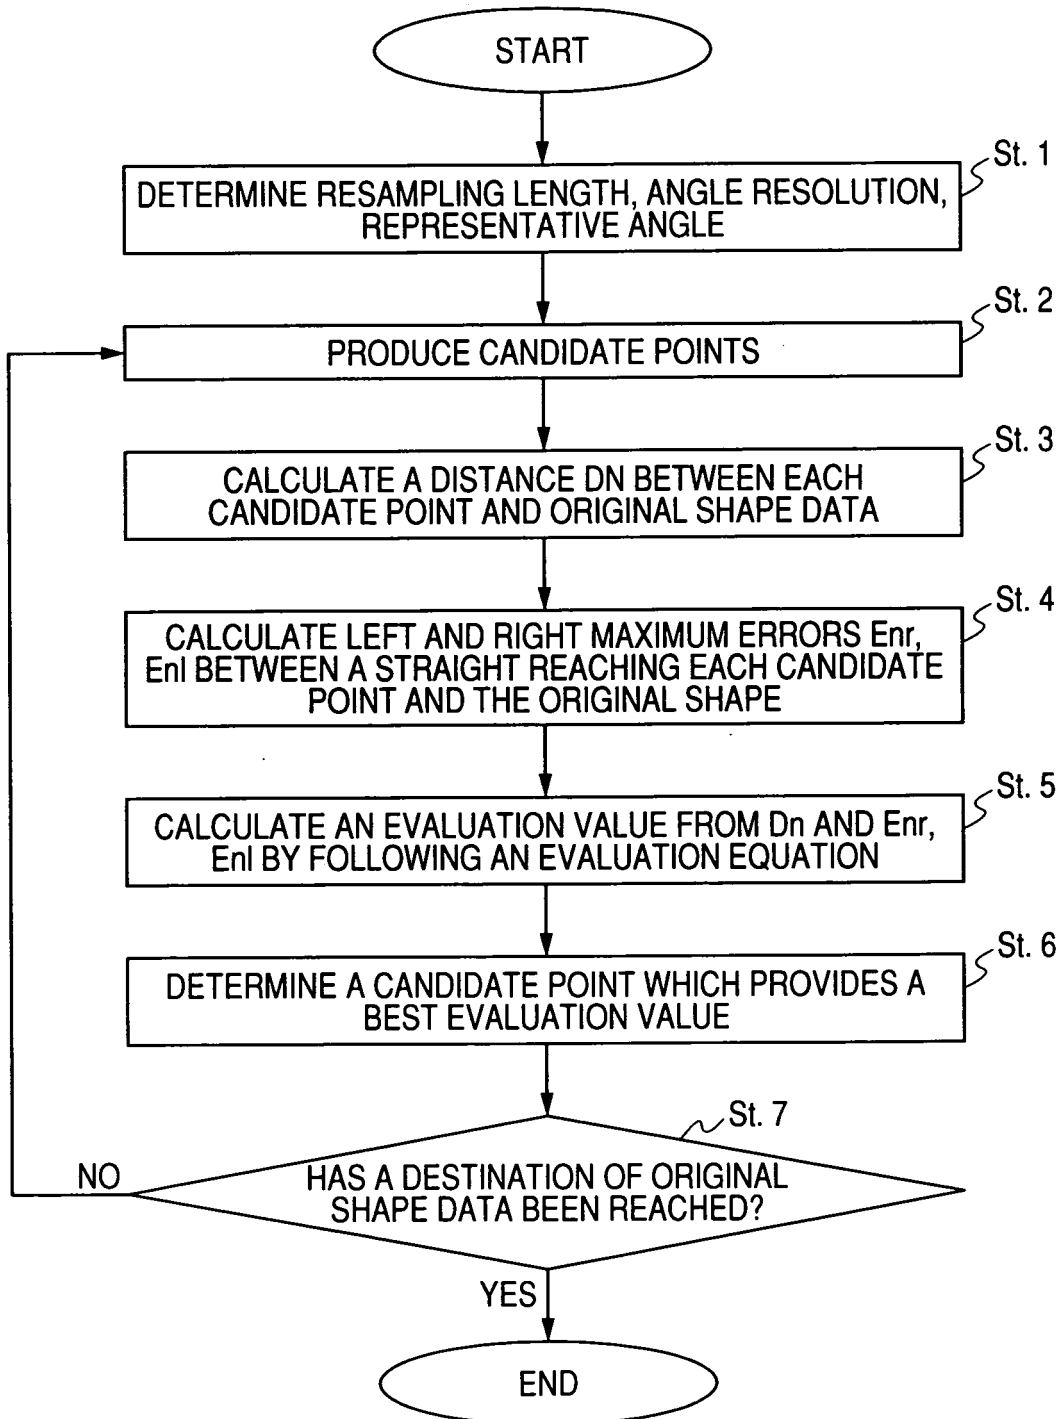 START
St. 1
DETERMINE RESAMPLING LENGTH, ANGLE RESOLUTION,
REPRESENTATIVE ANGLE
St. 2
PRODUCE CANDIDATE POINTS
St. 3
CALCULATE A DISTANCE DN BETWEEN EACH
CANDIDATE POINT AND ORIGINAL SHAPE DATA
St. 4
CALCULATE LEFT AND RIGHT MAXIMUM ERRORS Enr,
Enl BETWEEN A STRAIGHT REACHING EACH CANDIDATE
POINT AND THE ORIGINAL SHAPE
St. 5
CALCULATE AN EVALUATION VALUE FROM Dn AND Enr,
Enl BY FOLLOWING AN EVALUATION EQUATION
St. 6
DETERMINE A CANDIDATE POINT WHICH PROVIDES A
BEST EVALUATION VALUE
St. 7
NO
HAS A DESTINATION OF ORIGINAL
SHAPE DATA BEEN REACHED?
YES
END